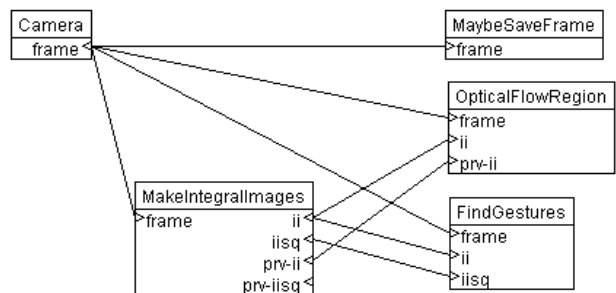 Camera
frame
MaybeSaveFrame
frame
OpticalFlowRegion
frame
ii
prv-ii
MakeIntegralImages
frame
ii
iisq
prv-ii
prv-iisq
FindGestures
frame
ii
iisq